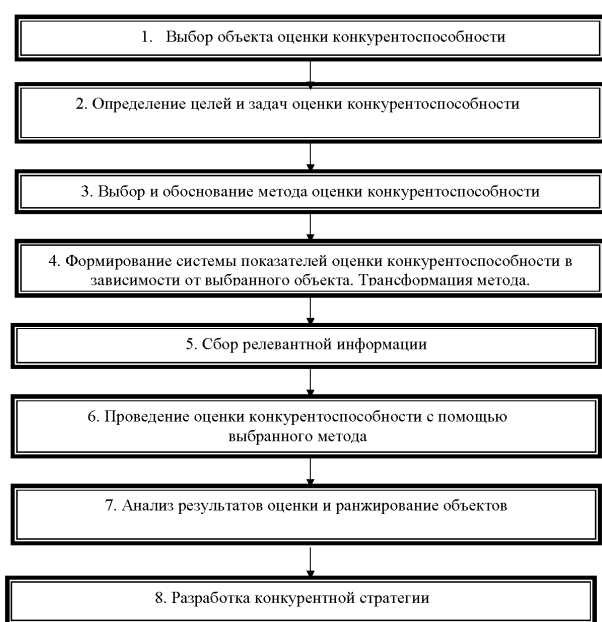 1. Выбор объекта оценки конкурентоспособности
2. Определение целей и задач оценки конкурентоспособности
3. Выбор и обоснование метода оценки конкурентоспособности
4. Формирование системы показателей оценки конкурентоспособности в
зависимости от выбранного объекта. Трансформация метода.
5. Сбор релевантной информации
6. Проведение оценки конкурентоспособности с помощью
выбранного метода
7. Анализ результатов оценки и ранжирование объектов
8. Разработка конкурентной стратегии